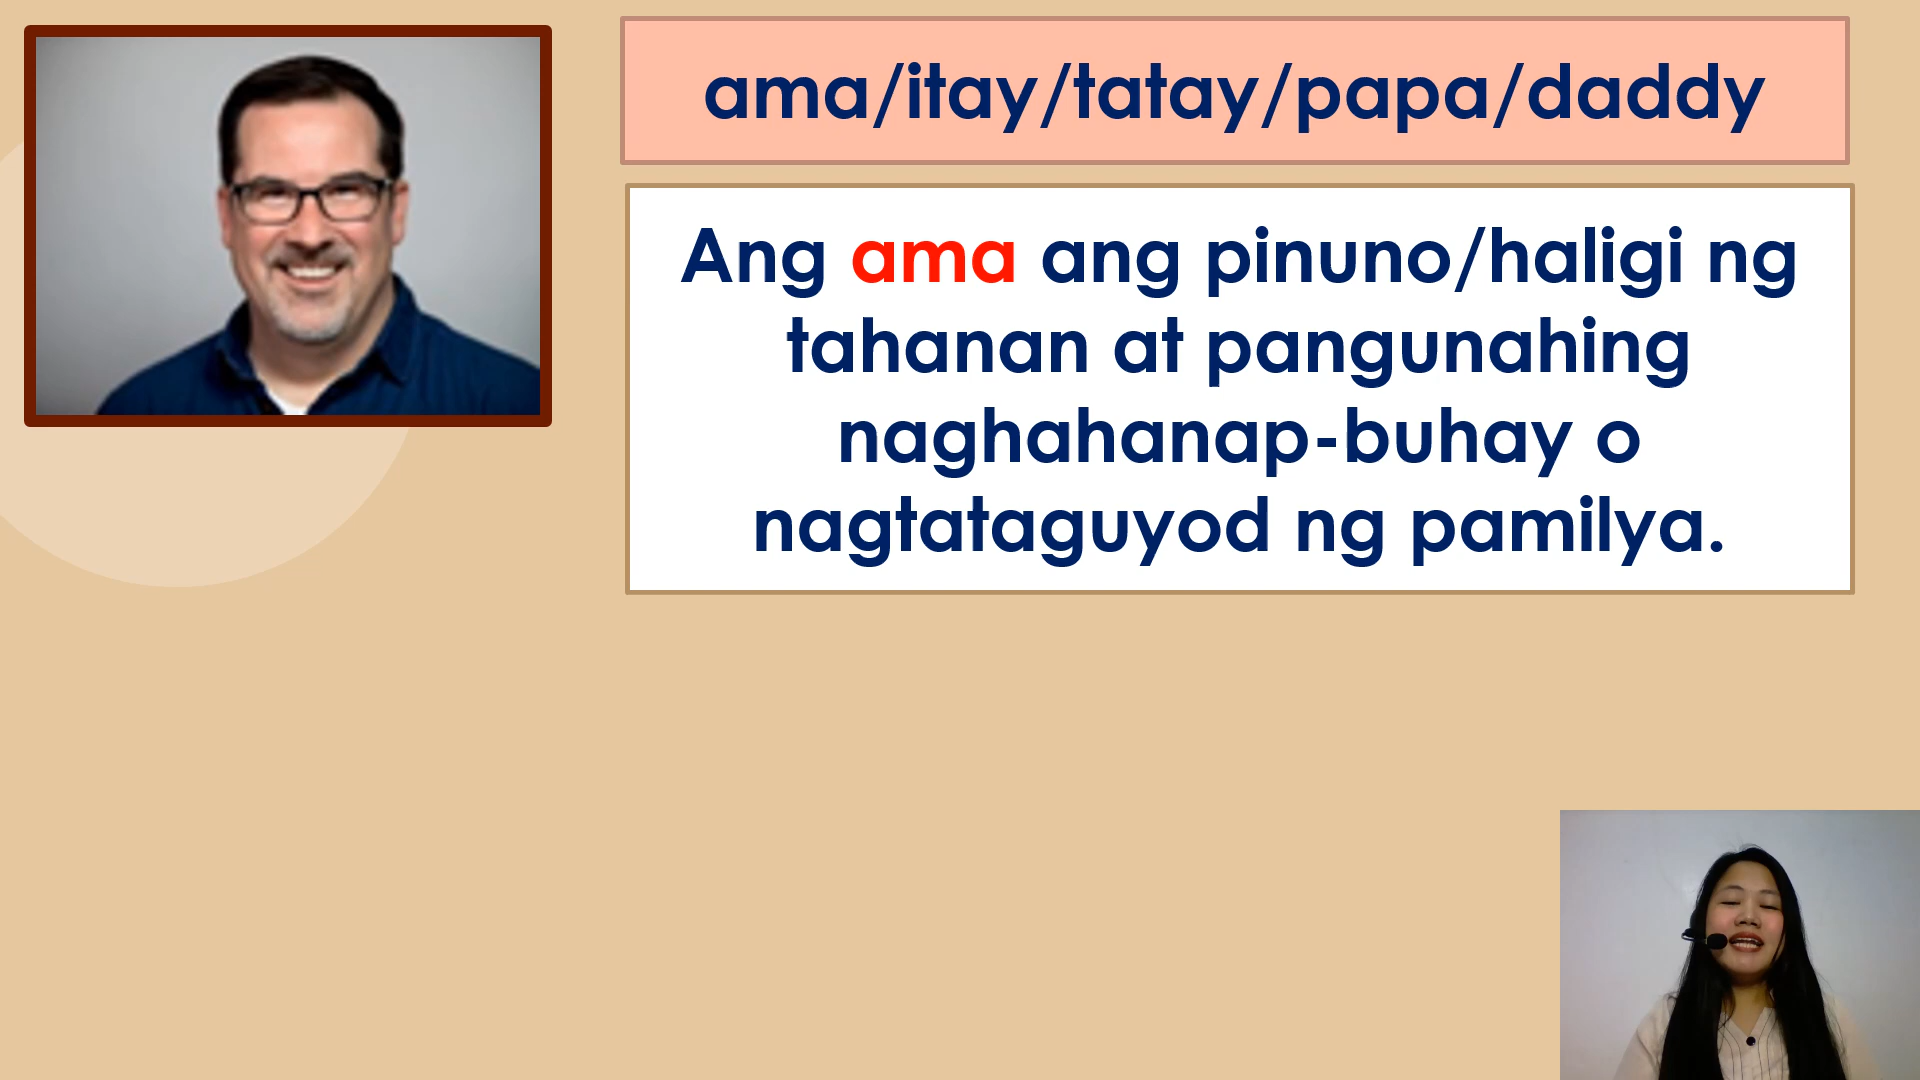 ama/itay/tatay/papa/daddy
Ang ama ang pinuno/haligi ng
tahanan at pangunahing
naghahanap-buhay o
nagtataguyod ng pamilya.